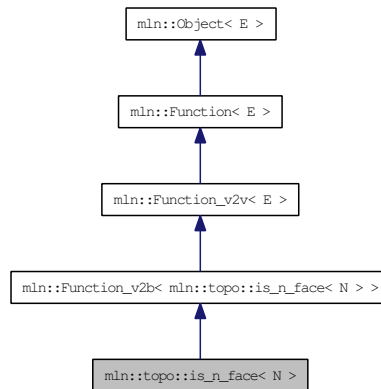 mln::Object< E >
mln::Function< E >
mln::Function_v2v< E >
mln::Function_v2b< mln::topo::is_n_face< N > >
mln::topo::is_n_face< N >